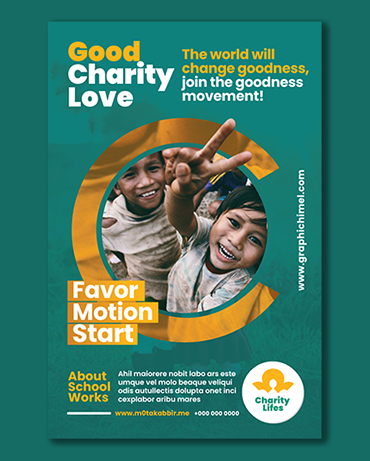 Good
Charity
Love
The world will
change goodness,
join the goodness
movement!
www.graphichimel.com
Favor
Motion
Start
About
School
Works
Ahil maiorere nobit labo ars este
umque vel molo beaque veliqui
odis autullectis dolupta onet inci
cexplabor aribus mares
www.m0takabbir.me +000 000 0000
Charity
Lifes